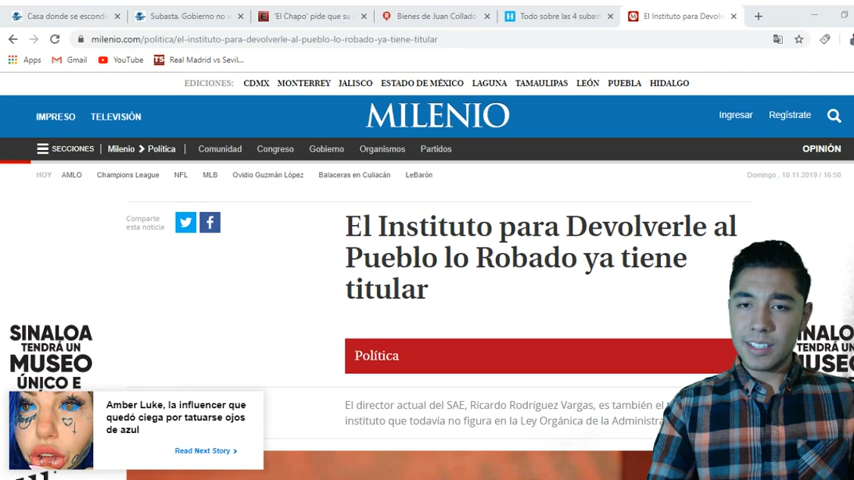 Casa donde se escondi
Subasta. Gobierno no v
'El Chapo' pide que su f
Bienes de Juan Collado
Todo sobre las 4 subast
El Instituto para Devolverl
milenio.com/politica/el-instituto-para-devolverle-al-pueblo-lo-robado-ya-tiene-titular
Apps Gmail YouTube TS Real Madrid vs Sevil...
EDICIONES: CDMX MONTERREY JALISCO ESTADO DE MÉXICO LAGUNA TAMAULIPAS LEÓN PUEBLA HIDALGO
IMPRESO TELEVISIÓN MILENIO Ingresar Regístrate
SECCIONES Milenio Política Comunidad Congreso Gobierno Organismos Partidos OPINIÓN
HOY AMLO Champions League NFL MLB Ovidio Guzmán López Balaceras en Culiacán LeBarón Domingo, 10.11.2019 / 16:50
Comparte
esta noticia
El Instituto para Devolverle al
Pueblo lo Robado ya tiene
titular
Política
El director actual del SAE, Ricardo Rodríguez Vargas, es también el
instituto que todavía no figura en la Ley Orgánica de la Administra
SINALOA
TENDRÁ UN
MUSEO
ÚNICO E
Amber Luke, la influencer que
quedó ciega por tatuarse ojos
de azul
Read Next Story